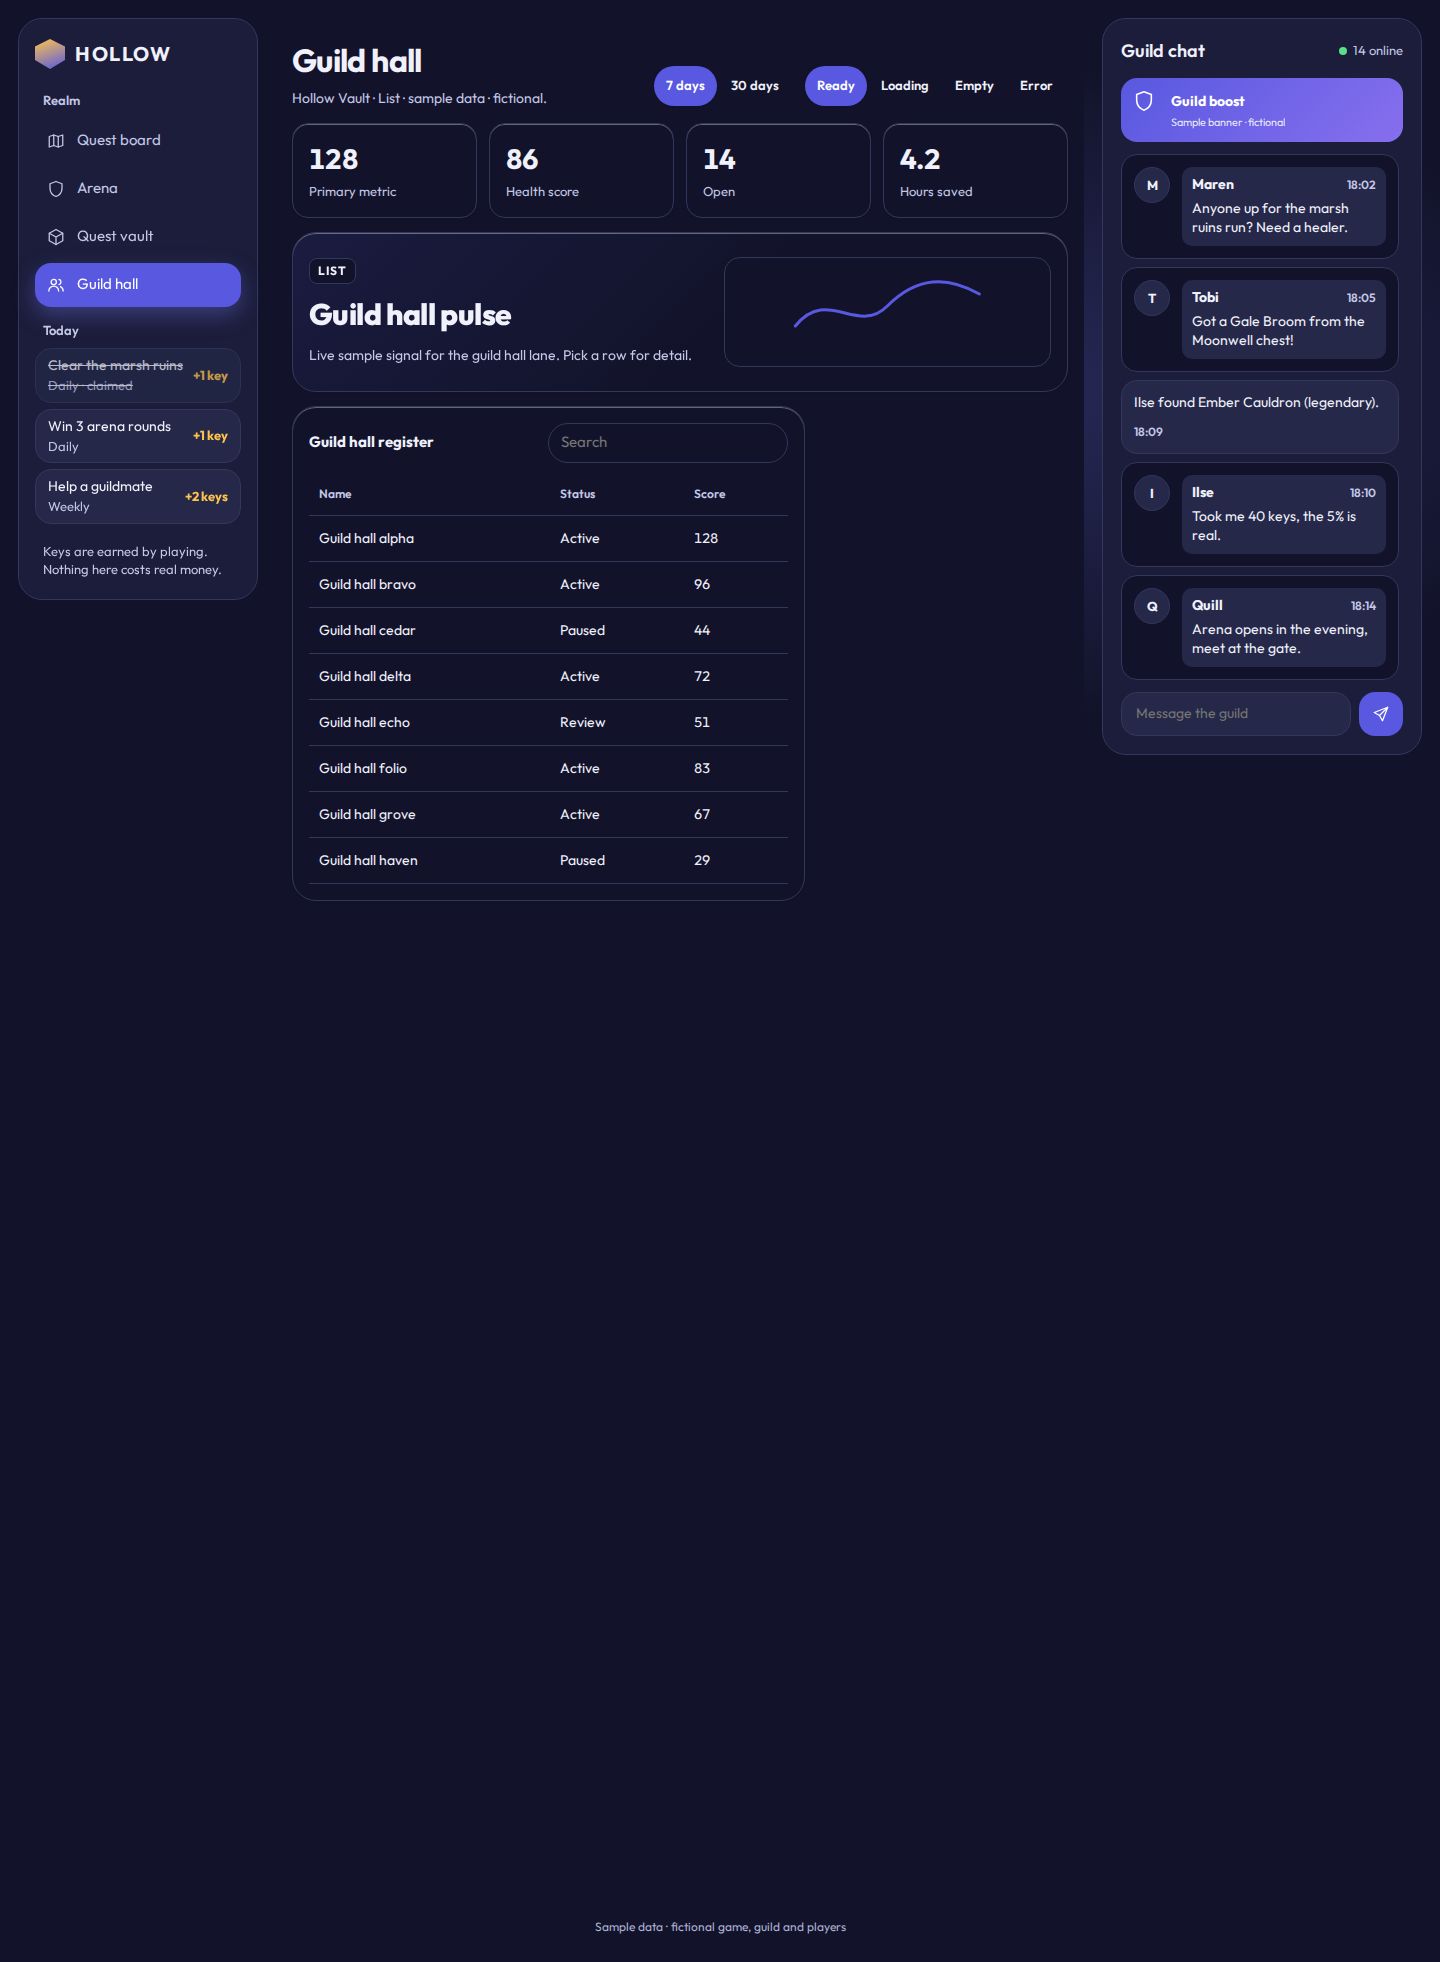 HOLLOW
Realm
Quest board
Arena
Quest vault
Guild hall
Today
Clear the marsh ruins
Daily · claimed
+1 key
Win 3 arena rounds
Daily
+1 key
Help a guildmate
Weekly
+2 keys
Keys are earned by playing.
Nothing here costs real money.
Guild hall
Hollow Vault · List · sample data · fictional.
7 days 30 days Ready Loading Empty Error
128
Primary metric
86
Health score
14
Open
4.2
Hours saved
LIST
Guild hall pulse
Live sample signal for the guild hall lane. Pick a row for detail.
Guild hall register
Search
Name Status Score
Guild hall alpha Active 128
Guild hall bravo Active 96
Guild hall cedar Paused 44
Guild hall delta Active 72
Guild hall echo Review 51
Guild hall folio Active 83
Guild hall grove Active 67
Guild hall haven Paused 29
Guild chat
14 online
Guild boost
Sample banner · fictional
M
Maren 18:02
Anyone up for the marsh
ruins run? Need a healer.
T
Tobi 18:05
Got a Gale Broom from the
Moonwell chest!
Ilse found Ember Cauldron (legendary).
18:09
I
Ilse 18:10
Took me 40 keys, the 5% is
real.
Q
Quill 18:14
Arena opens in the evening,
meet at the gate.
Message the guild
Sample data · fictional game, guild and players